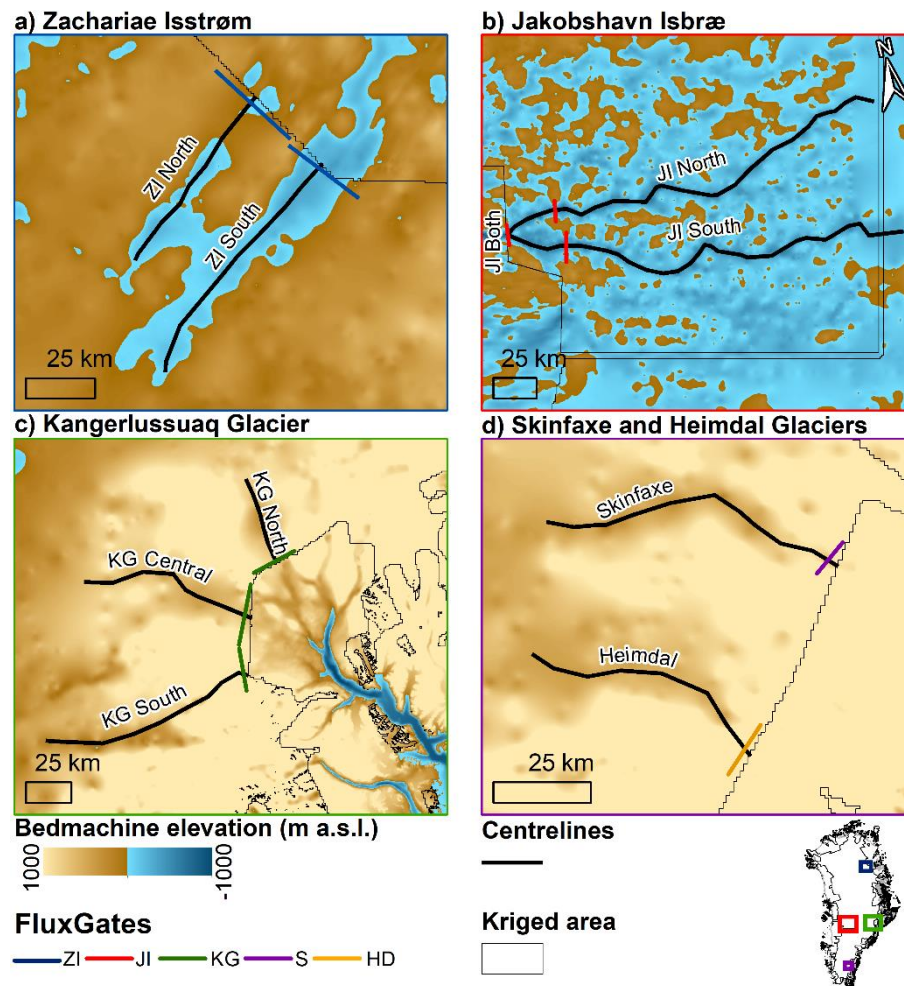 a) Zachariae Isstrøm
b) Jakobshavn Isbræ
ZI North
ZI South
25 km
N
JI North
JI South
JI Both
25 km
c) Kangerlussuaq Glacier
d) Skinfaxe and Heimdal Glaciers
KG North
KG Central
KG South
25 km
Skinfaxe
Heimdal
25 km
Bedmachine elevation (m a.s.l.)
1000
-1000
Centrelines
FluxGates
ZI JI KG S HD
Kriged area